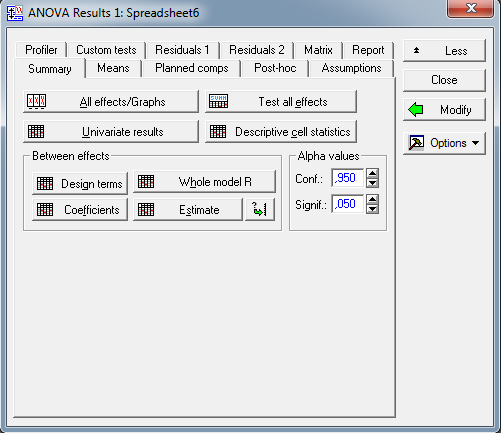 ANOVA Results 1: Spreadsheet6
Profiler Custom tests Residuals 1 Residuals 2 Matrix Report
Summary Means Planned comps Post-hoc Assumptions
All effects/Graphs Test all effects
Univariate results Descriptive cell statistics
Between effects
Design terms Whole model R
Coefficients Estimate
Alpha values
Conf.: ,950
Signif.: ,050
Less
Close
Modify
Options